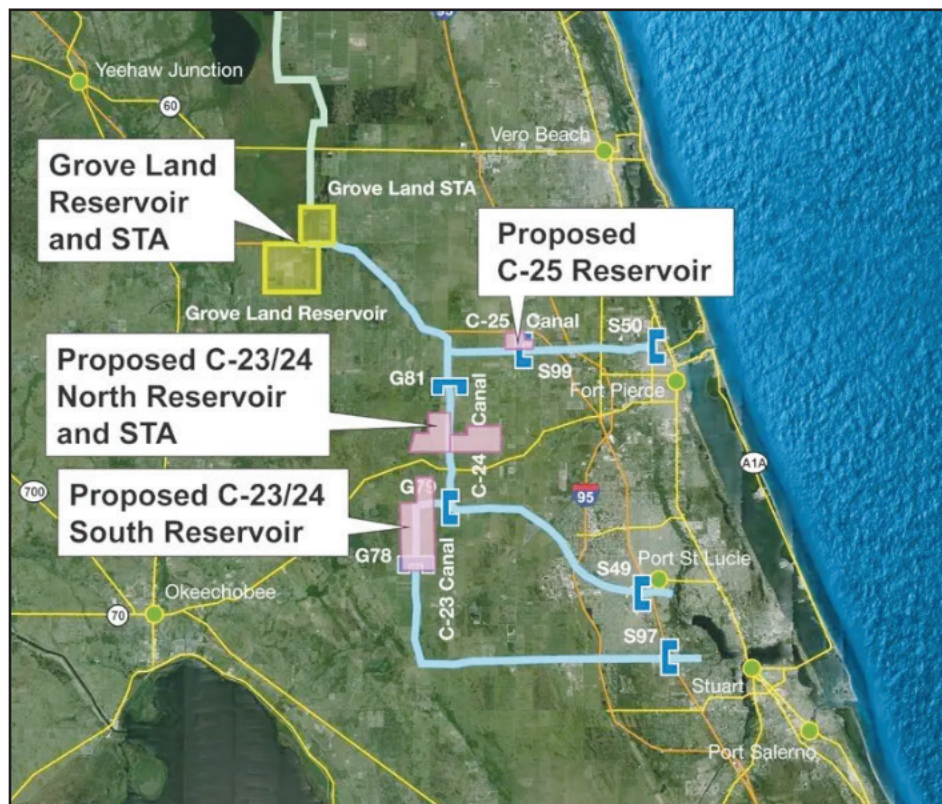 95
Yeehaw Junction
60
Vero Beach
Grove Land
Reservoir
and STA
Grove Land STA
Proposed
C-25 Reservoir
Grove Land Reservoir
C-25 Canal
S50
S99
Proposed C-23/24
North Reservoir
and STA
G81
Fort Pierce
C-24 Canal
A1A
700
Proposed C-23/24
South Reservoir
G79
95
G78
Port St Lucie
C-23 Canal
S49
Okeechobee
70
S97
Stuart
Port Salerno